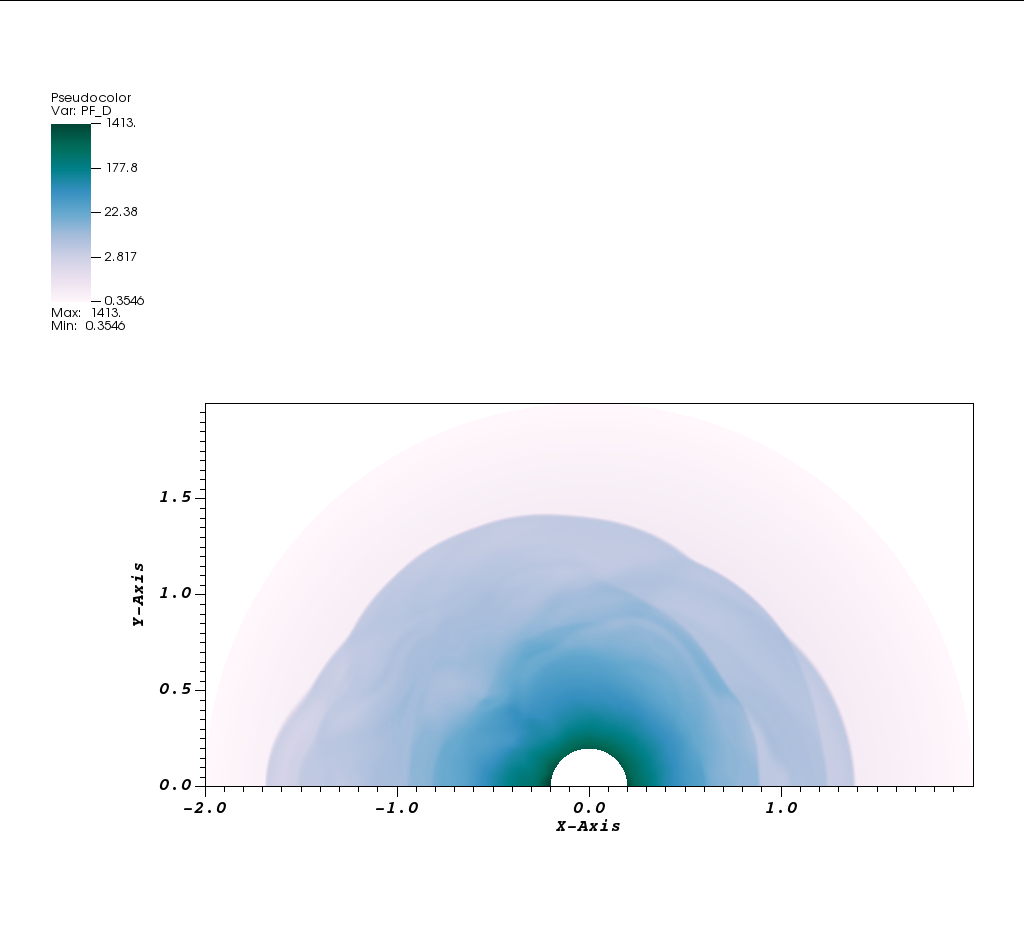 Pseudocolor
Var: PF_D
1413.
177.8
22.38
2.817
0.3546
Max: 1413.
Min: 0.3546
1.5
1.0
0.5
0.0
Y-Axis
-2.0 -1.0 0.0 1.0
X-Axis